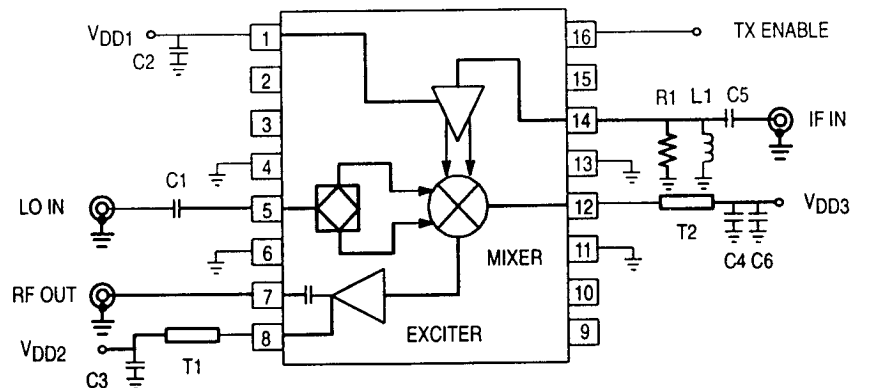 VDD1
C2
1
2
3
4
5
6
7
8
16
15
14
13
12
11
10
9
TX ENABLE
R1
L1
C5
IF IN
LO IN
C1
RF OUT
VDD2
C3
T1
MIXER
EXCITER
T2
VDD3
C4
C6